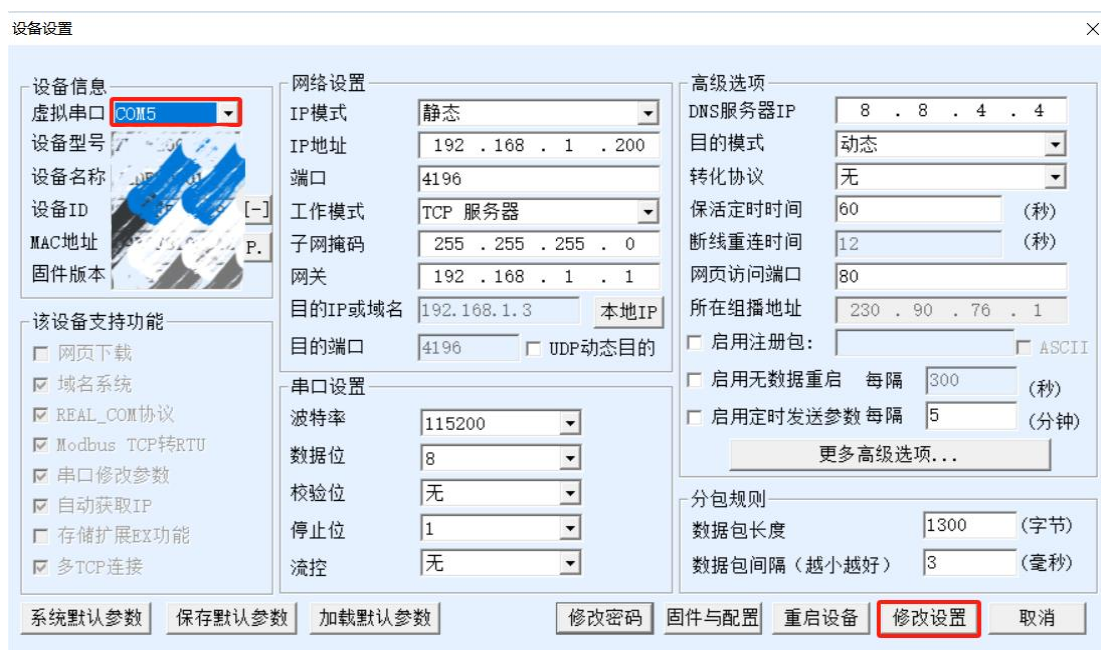 设备设置
设备信息
虚拟串口 COM5
设备型号
设备名称
设备ID [-]
MAC地址 P.
固件版本
该设备支持功能
网页下载
域名系统
REAL_COM协议
Modbus TCP转RTU
串口修改参数
自动获取IP
存储扩展EX功能
多TCP连接
网络设置
IP模式 静态
IP地址 192 . 168 . 1 . 200
端口 4196
工作模式 TCP 服务器
子网掩码 255 . 255 . 255 . 0
网关 192 . 168 . 1 . 1
目的IP或域名 192.168.1.3 本地IP
目的端口 4196 UDP动态目的
串口设置
波特率 115200
数据位 8
校验位 无
停止位 1
流控 无
高级选项
DNS服务器IP 8 . 8 . 4 . 4
目的模式 动态
转化协议 无
保活定时时间 60 (秒)
断线重连时间 12 (秒)
网页访问端口 80
所在组播地址 230 . 90 . 76 . 1
启用注册包: ASCII
启用无数据重启 每隔 300 (秒)
启用定时发送参数 每隔 5 (分钟)
更多高级选项...
分包规则
数据包长度 1300 (字节)
数据包间隔（越小越好） 3 (毫秒)
系统默认参数 保存默认参数 加载默认参数 修改密码 固件与配置 重启设备 修改设置 取消